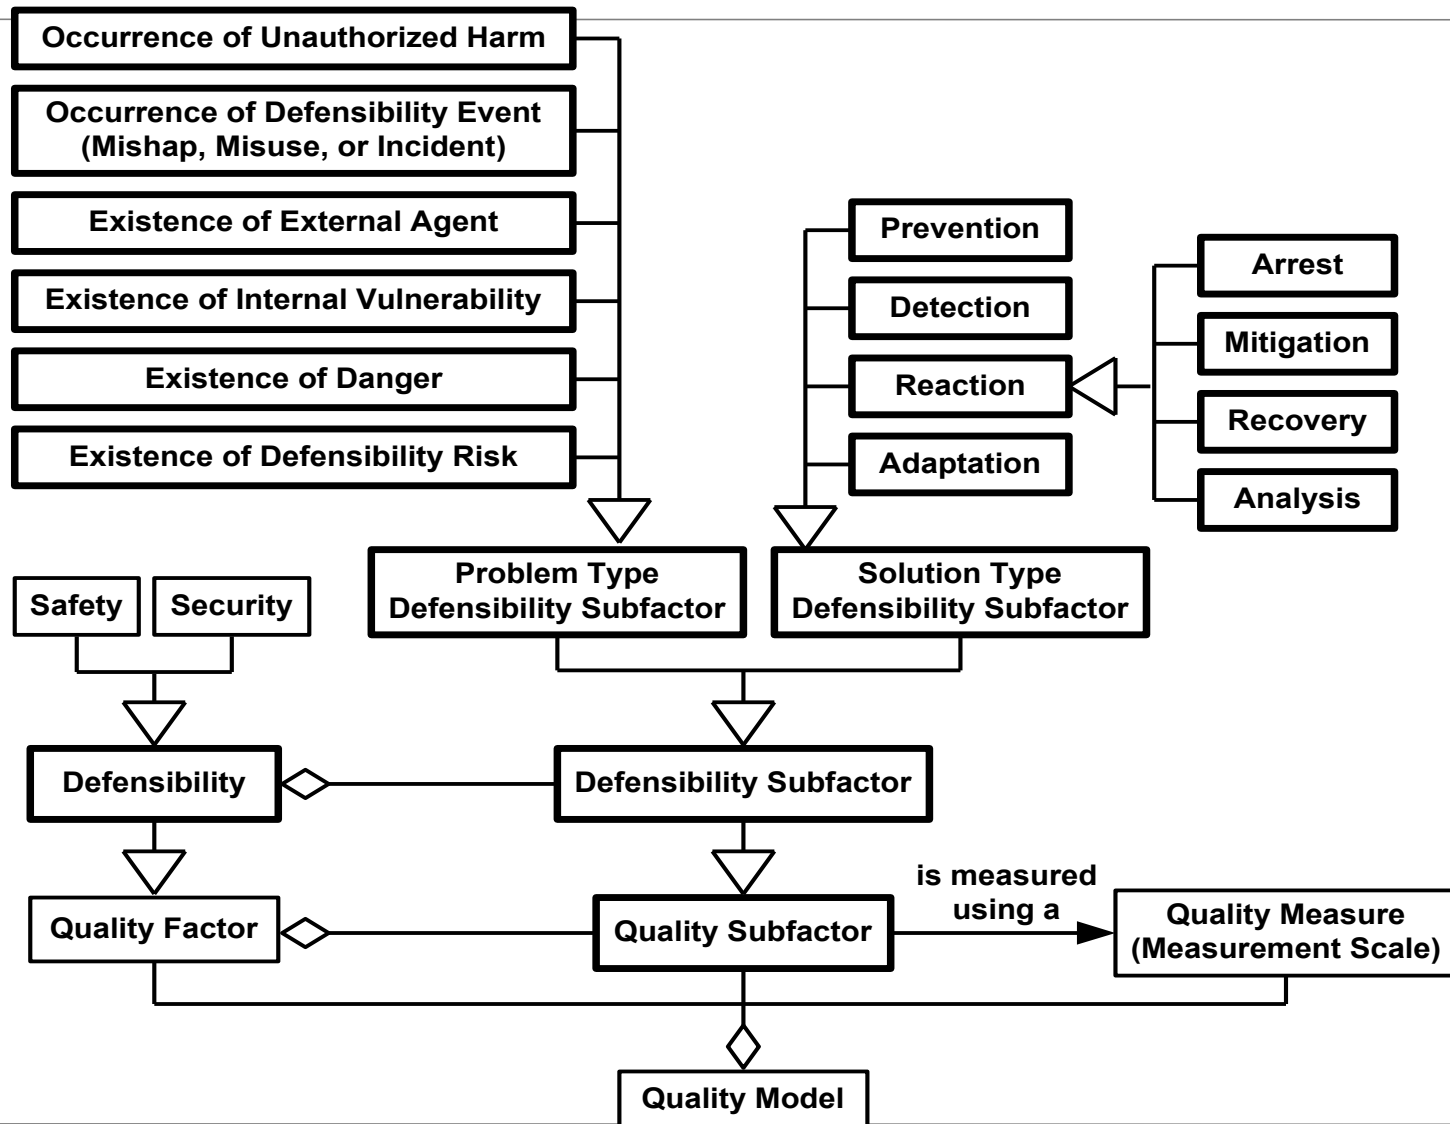 Occurrence of Unauthorized Harm
Occurrence of Defensibility Event
(Mishap, Misuse, or Incident)
Existence of External Agent
Existence of Internal Vulnerability
Existence of Danger
Existence of Defensibility Risk
Prevention
Detection
Reaction
Adaptation
Arrest
Mitigation
Recovery
Analysis
Problem Type
Defensibility Subfactor
Solution Type
Defensibility Subfactor
Safety
Security
Defensibility
Defensibility Subfactor
Quality Factor
Quality Subfactor
is measured
using a
Quality Measure
(Measurement Scale)
Quality Model